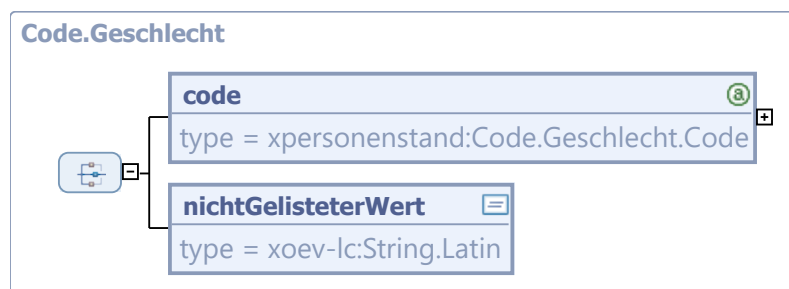 Code.Geschlecht
code
type = xpersonenstand:Code.Geschlecht.Code
nichtGelisteterWert
type = xoev-lc:String.Latin